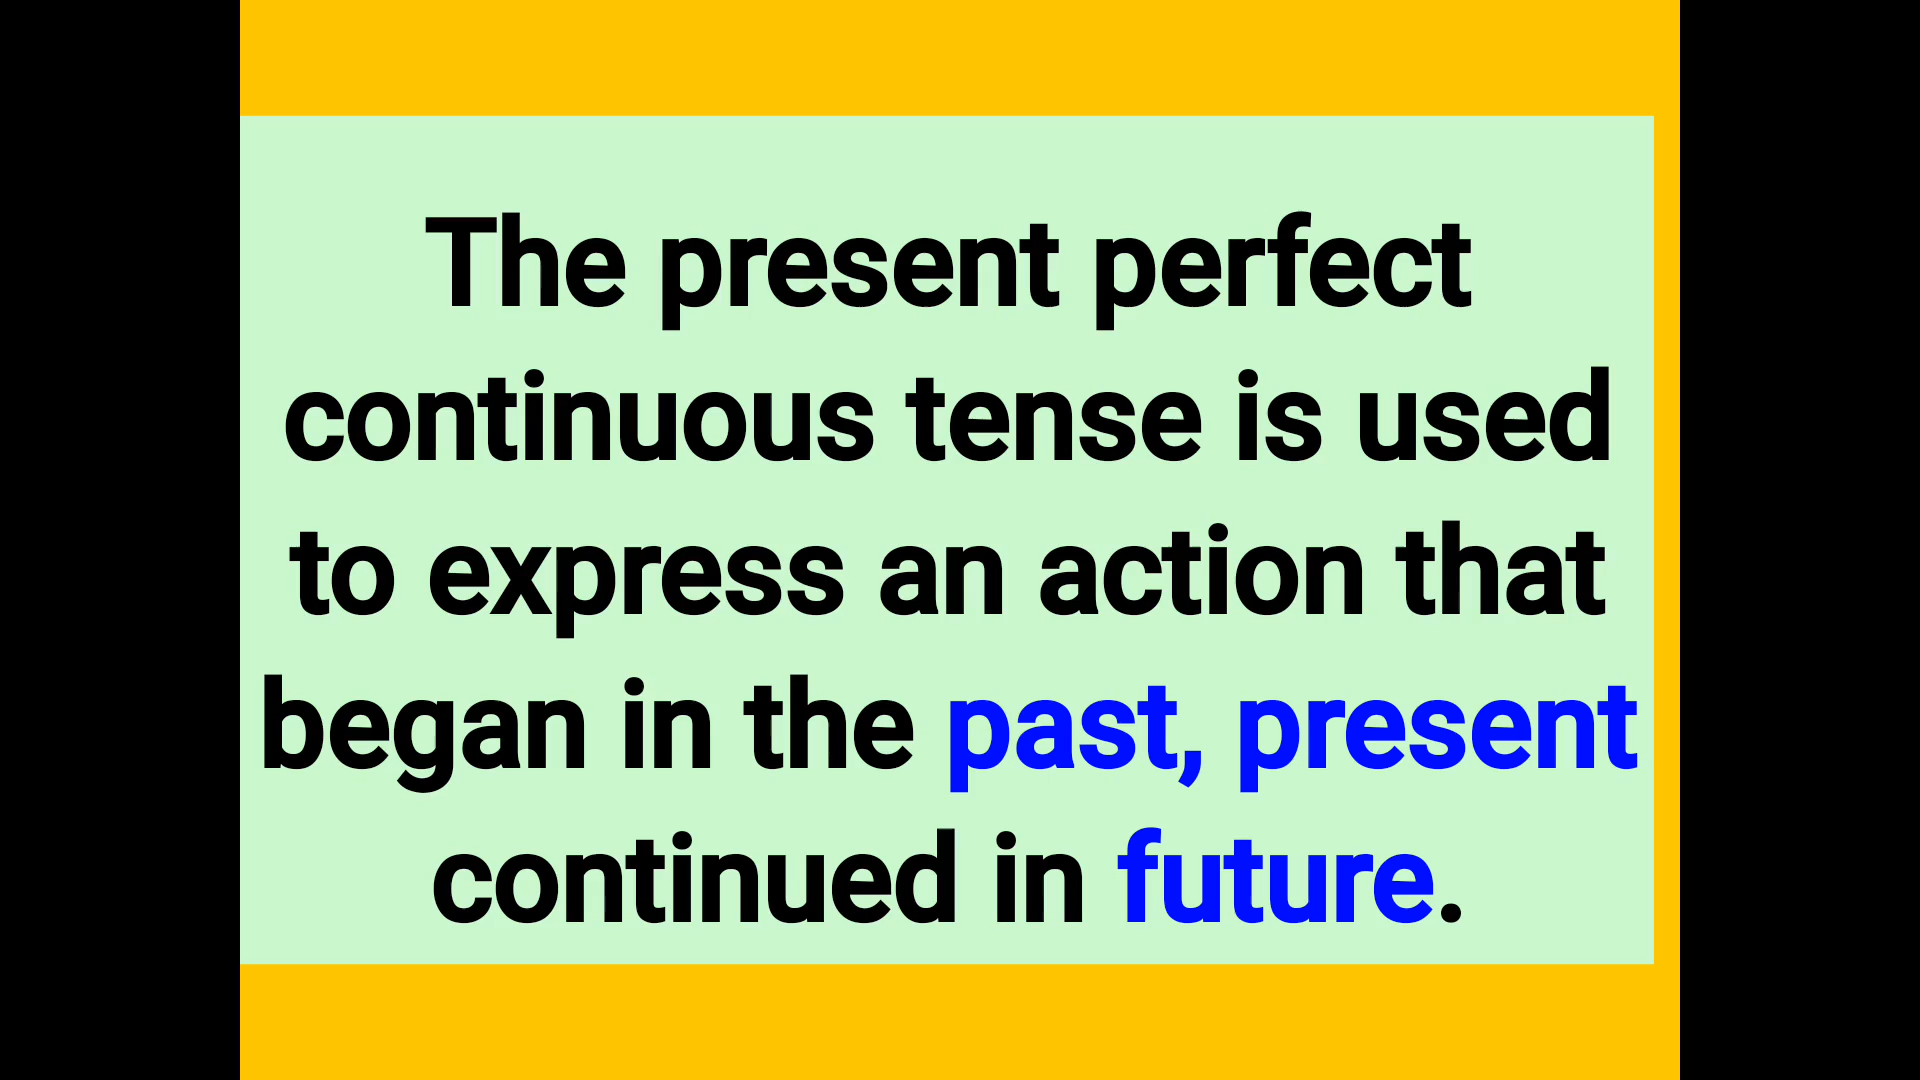 The present perfect
continuous tense is used
to express an action that
began in the past, present
continued in future.